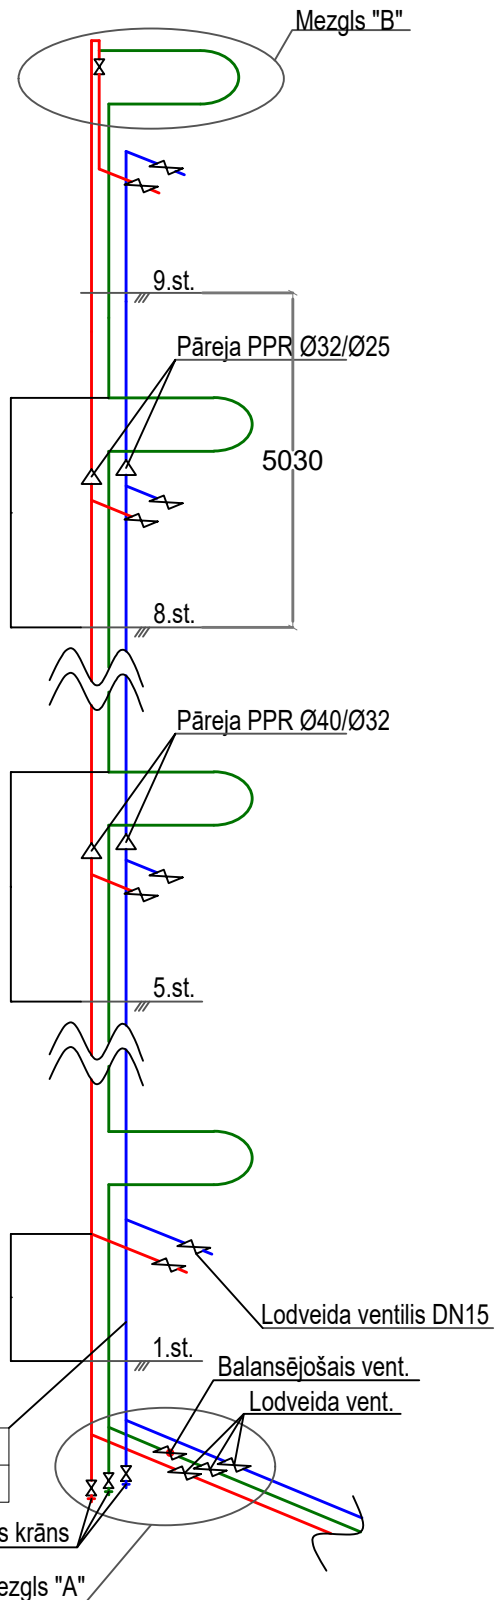 Mezgls "B"
9.st.
Pāreja PPR Ø32/Ø25
5030
8.st.
Pāreja PPR Ø40/Ø32
5.st.
Lodveida ventilis DN15
1.st.
Balansējošais vent.
Lodveida vent.
krāns
"A"